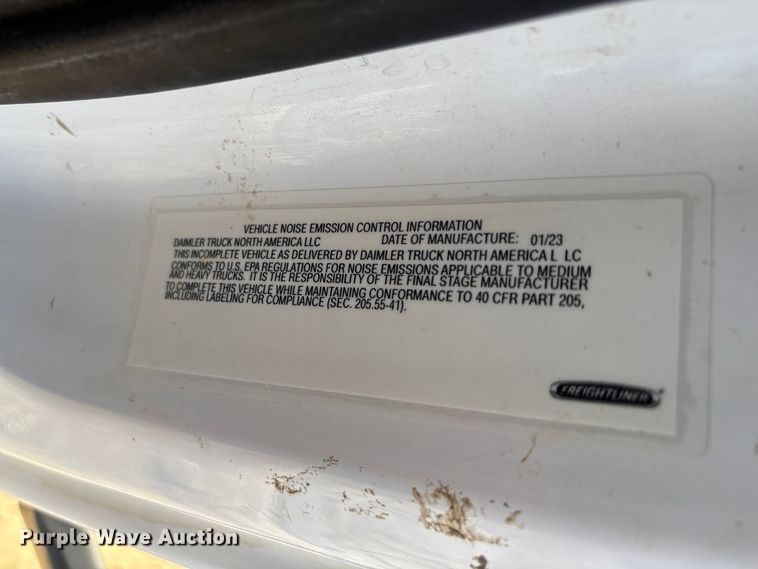 VEHICLE NOISE EMISSION CONTROL INFORMATION
DAIMLER TRUCK NORTH AMERICA LLC DATE OF MANUFACTURE: 01/23
THIS INCOMPLETE VEHICLE AS DELIVERED BY DAIMLER TRUCK NORTH AMERICA L LC
CONFORMS TO U.S. EPA REGULATIONS FOR NOISE EMISSIONS APPLICABLE TO MEDIUM
AND HEAVY TRUCKS. IT IS THE RESPONSIBILITY OF THE FINAL STAGE MANUFACTURER
TO COMPLETE THIS VEHICLE WHILE MAINTAINING CONFORMANCE TO 40 CFR PART 205,
INCLUDING LABELING FOR COMPLIANCE (SEC. 205.55-41).
FREIGHTLINER
Purple Wave Auction